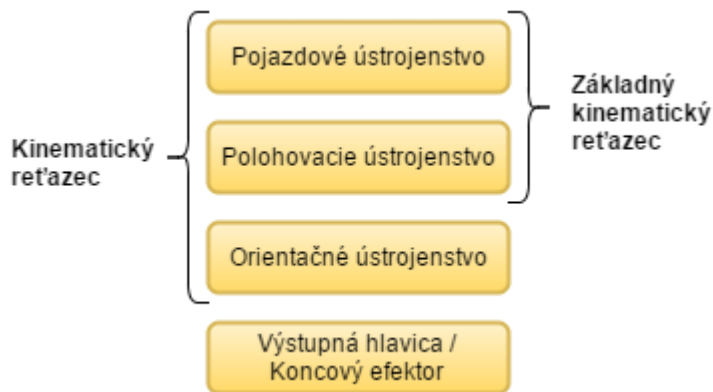 Pojazdové ústrojenstvo
Základný
kinematický
reťazec
Polohovacie ústrojenstvo
Kinematický
reťazec
Orientačné ústrojenstvo
Výstupná hlavica /
Koncový efektor